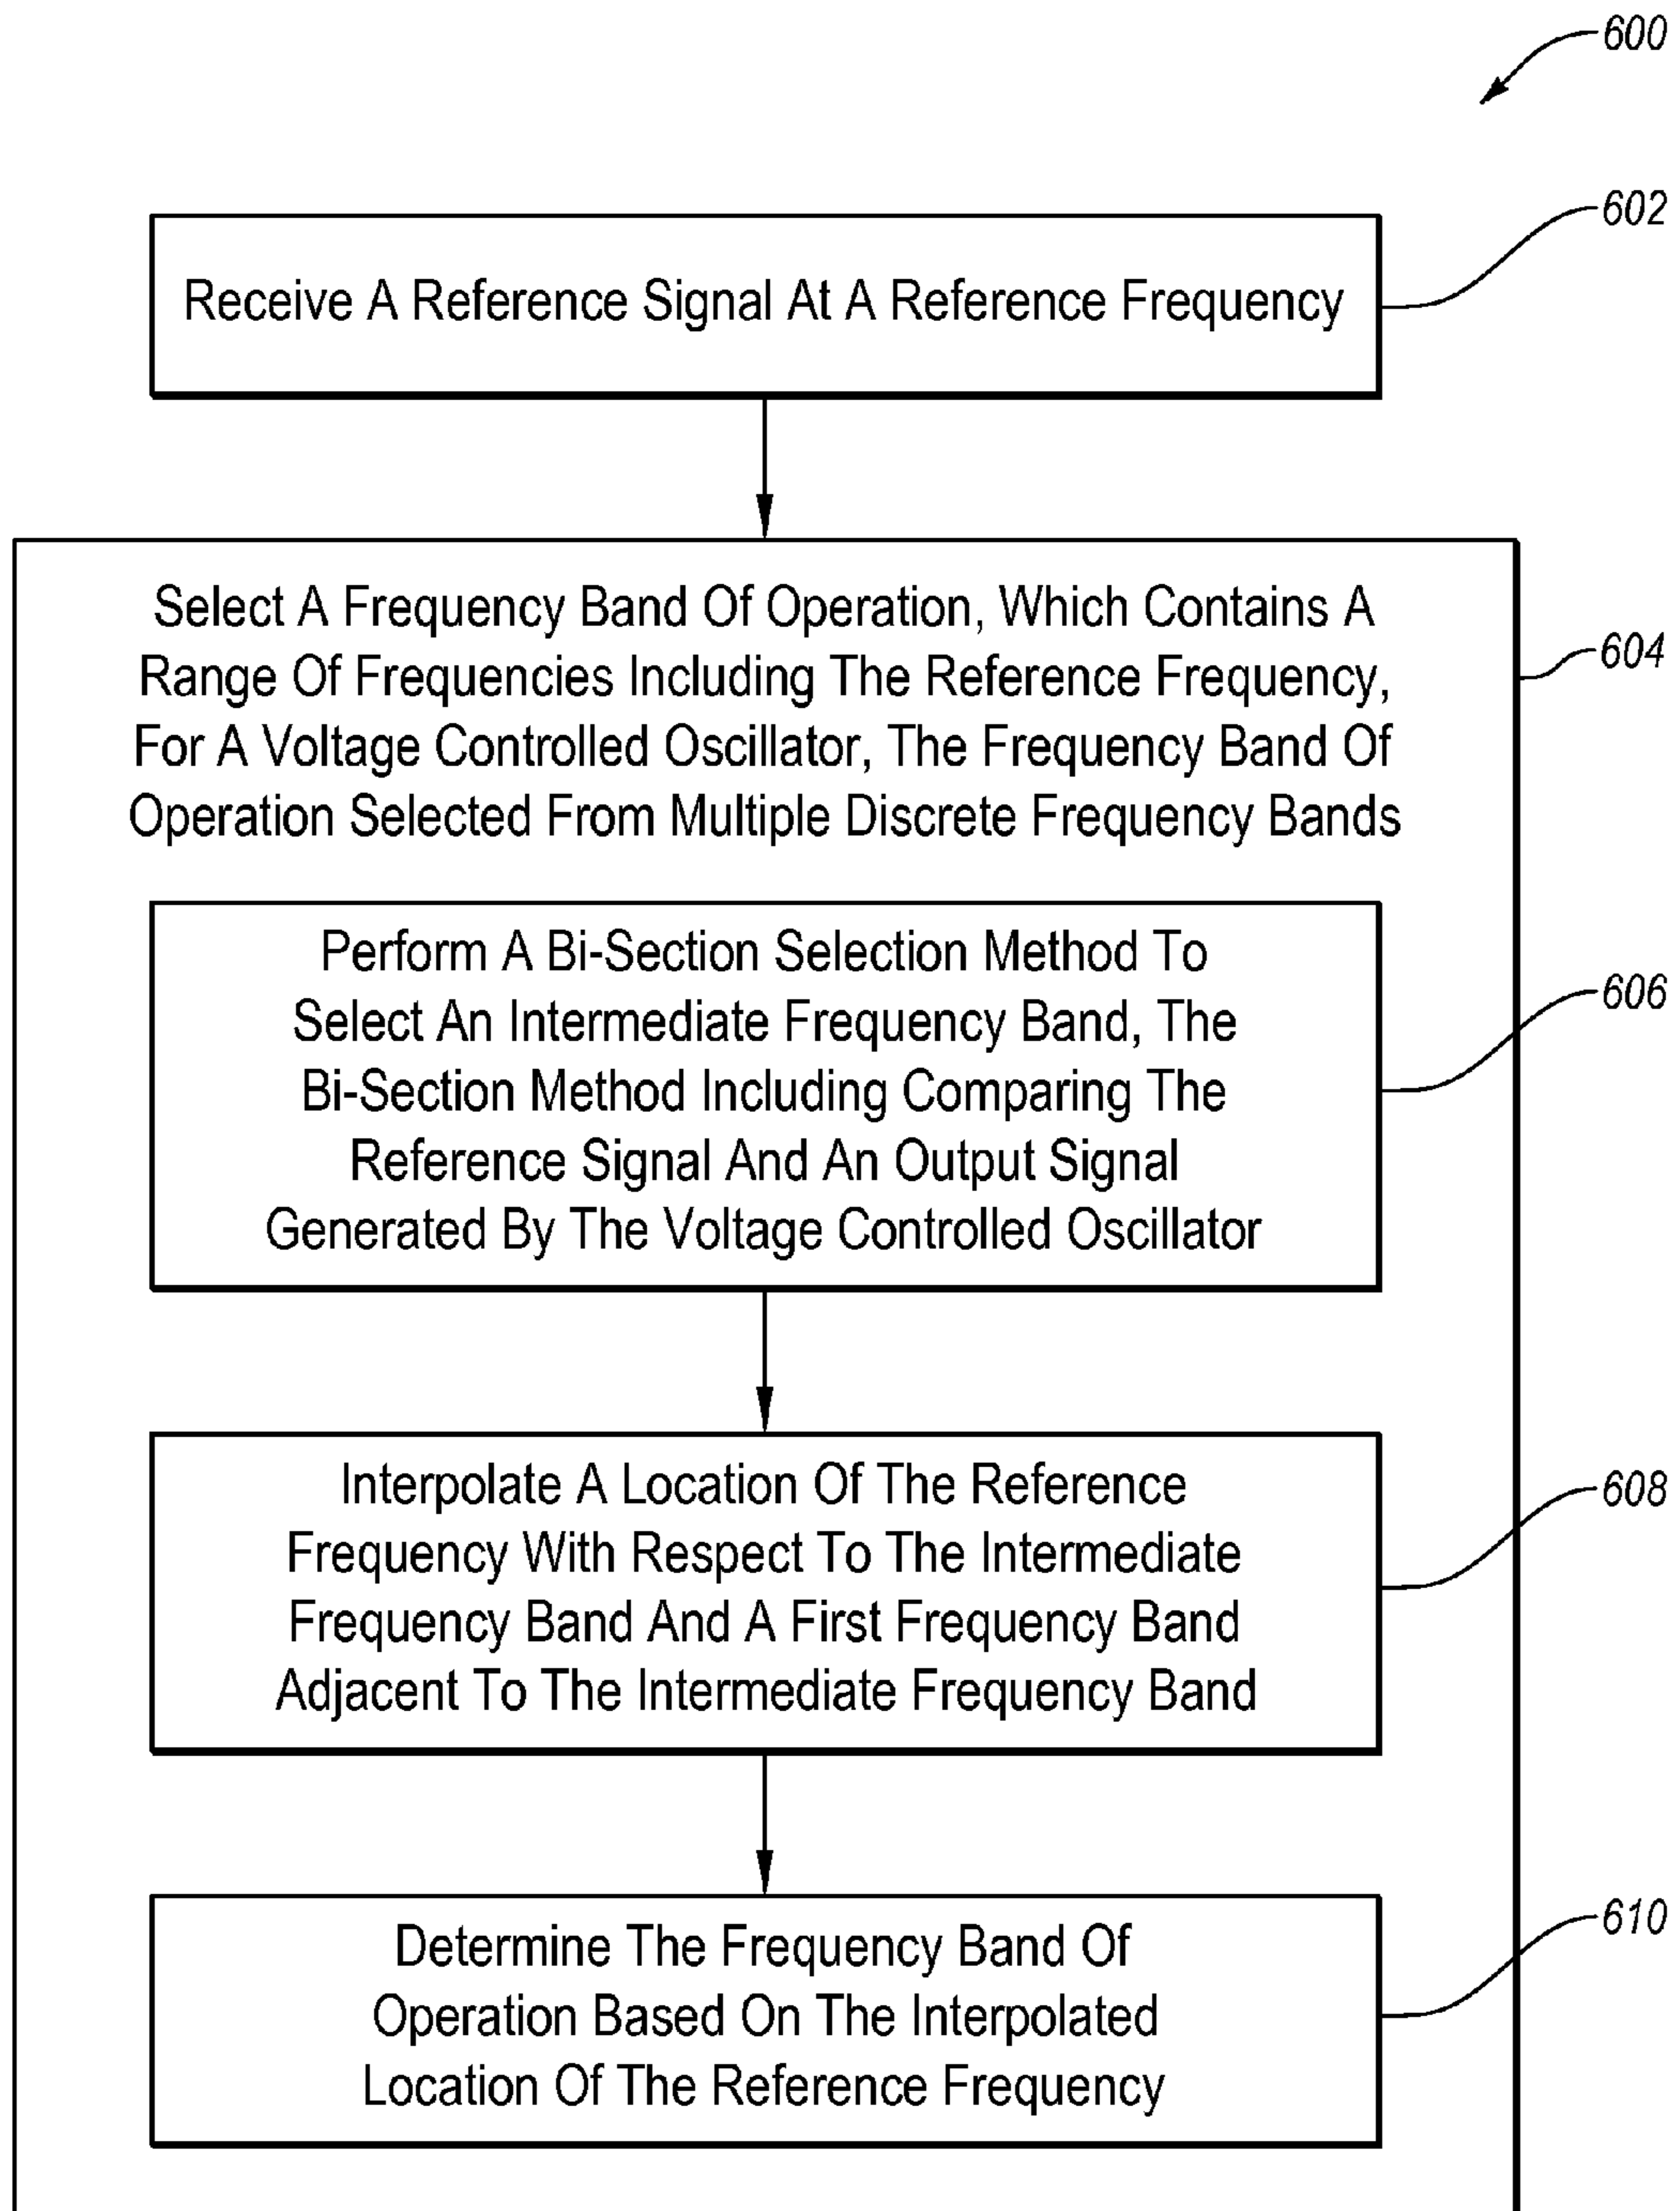 600
602
Receive A Reference Signal At A Reference Frequency
Select A Frequency Band Of Operation, Which Contains A
Range Of Frequencies Including The Reference Frequency,
For A Voltage Controlled Oscillator, The Frequency Band Of
Operation Selected From Multiple Discrete Frequency Bands
604
Perform A Bi-Section Selection Method To
Select An Intermediate Frequency Band, The
Bi-Section Method Including Comparing The
Reference Signal And An Output Signal
Generated By The Voltage Controlled Oscillator
606
Interpolate A Location Of The Reference
Frequency With Respect To The Intermediate
Frequency Band And A First Frequency Band
Adjacent To The Intermediate Frequency Band
608
Determine The Frequency Band Of
Operation Based On The Interpolated
Location Of The Reference Frequency
610